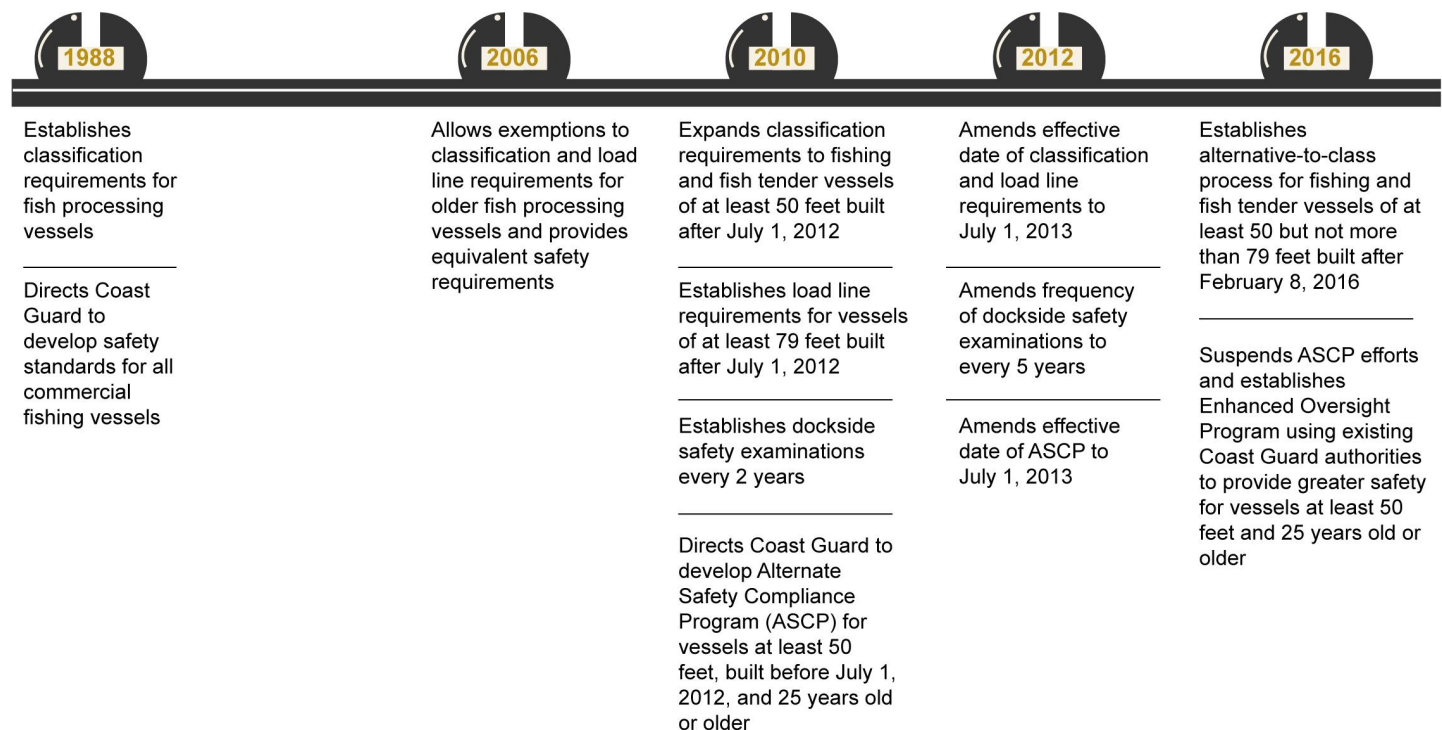 1988
2006
2010
2012
2016
Establishes
classification
requirements for
fish processing
vessels
Directs Coast
Guard to
develop safety
standards for all
commercial
fishing vessels
Allows exemptions to
classification and load
line requirements for
older fish processing
vessels and provides
equivalent safety
requirements
Expands classification
requirements to fishing
and fish tender vessels
of at least 50 feet built
after July 1, 2012
Establishes load line
requirements for vessels
of at least 79 feet built
after July 1, 2012
Establishes dockside
safety examinations
every 2 years
Directs Coast Guard to
develop Alternate
Safety Compliance
Program (ASCP) for
vessels at least 50
feet, built before July 1,
2012, and 25 years old
or older
Amends effective
date of classification
and load line
requirements to
July 1, 2013
Amends frequency
of dockside safety
examinations to
every 5 years
Amends effective
date of ASCP to
July 1, 2013
Establishes
alternative-to-class
process for fishing and
fish tender vessels of at
least 50 but not more
than 79 feet built after
February 8, 2016
Suspends ASCP efforts
and establishes
Enhanced Oversight
Program using existing
Coast Guard authorities
to provide greater safety
for vessels at least 50
feet and 25 years old or
older